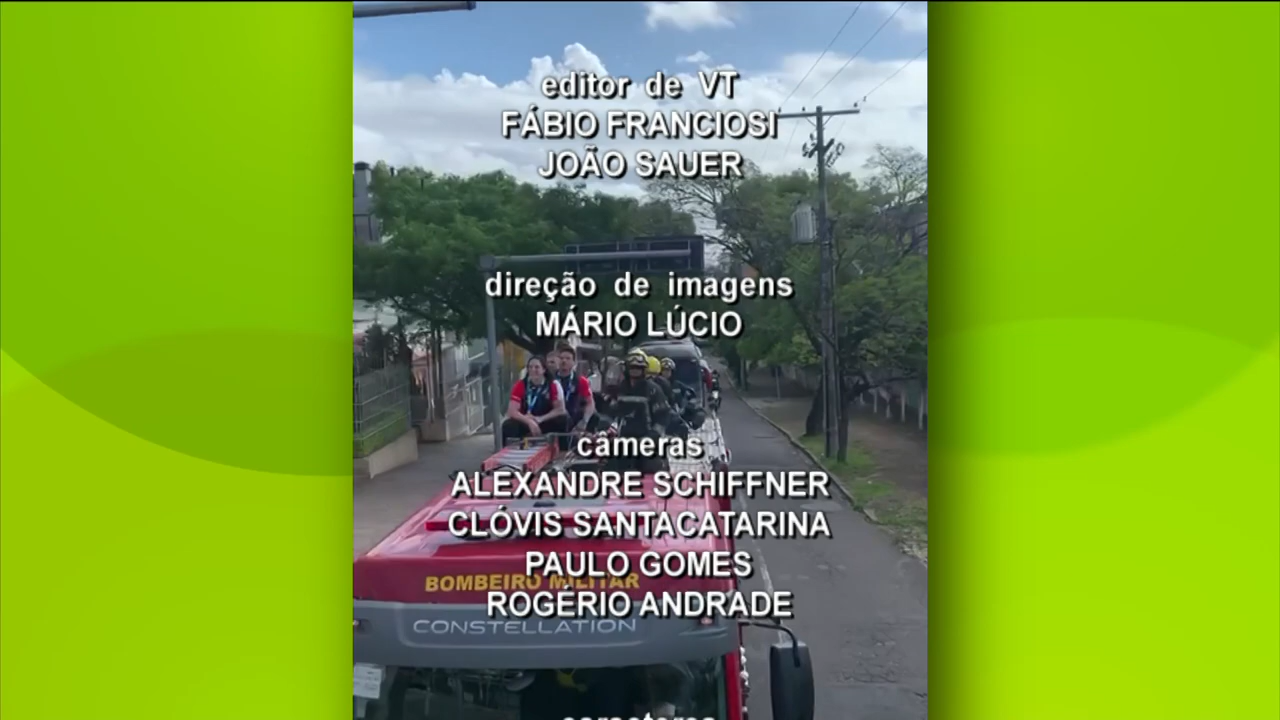 editor de VT
FÁBIO FRANCIOSI
JOÃO SAUER
direção de imagens
MÁRIO LÚCIO
câmeras
ALEXANDRE SCHIFFNER
CLÓVIS SANTACATARINA
PAULO GOMES
BOMBEIRO MILITAR
ROGÉRIO ANDRADE
CONSTELLATION
caracteres